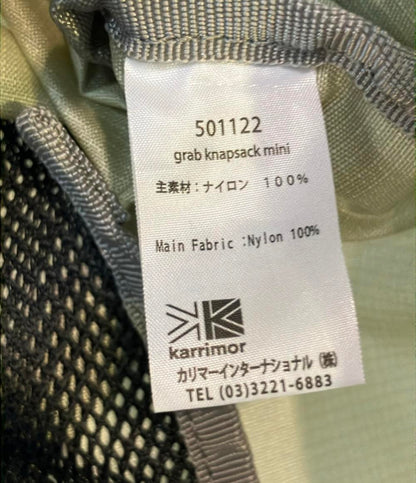 501122
grab knapsack mini
主素材：ナイロン　１００％
Main Fabric :Nylon 100%
karrimor
カリマーインターナショナル（株）
TEL (03)3221-6883